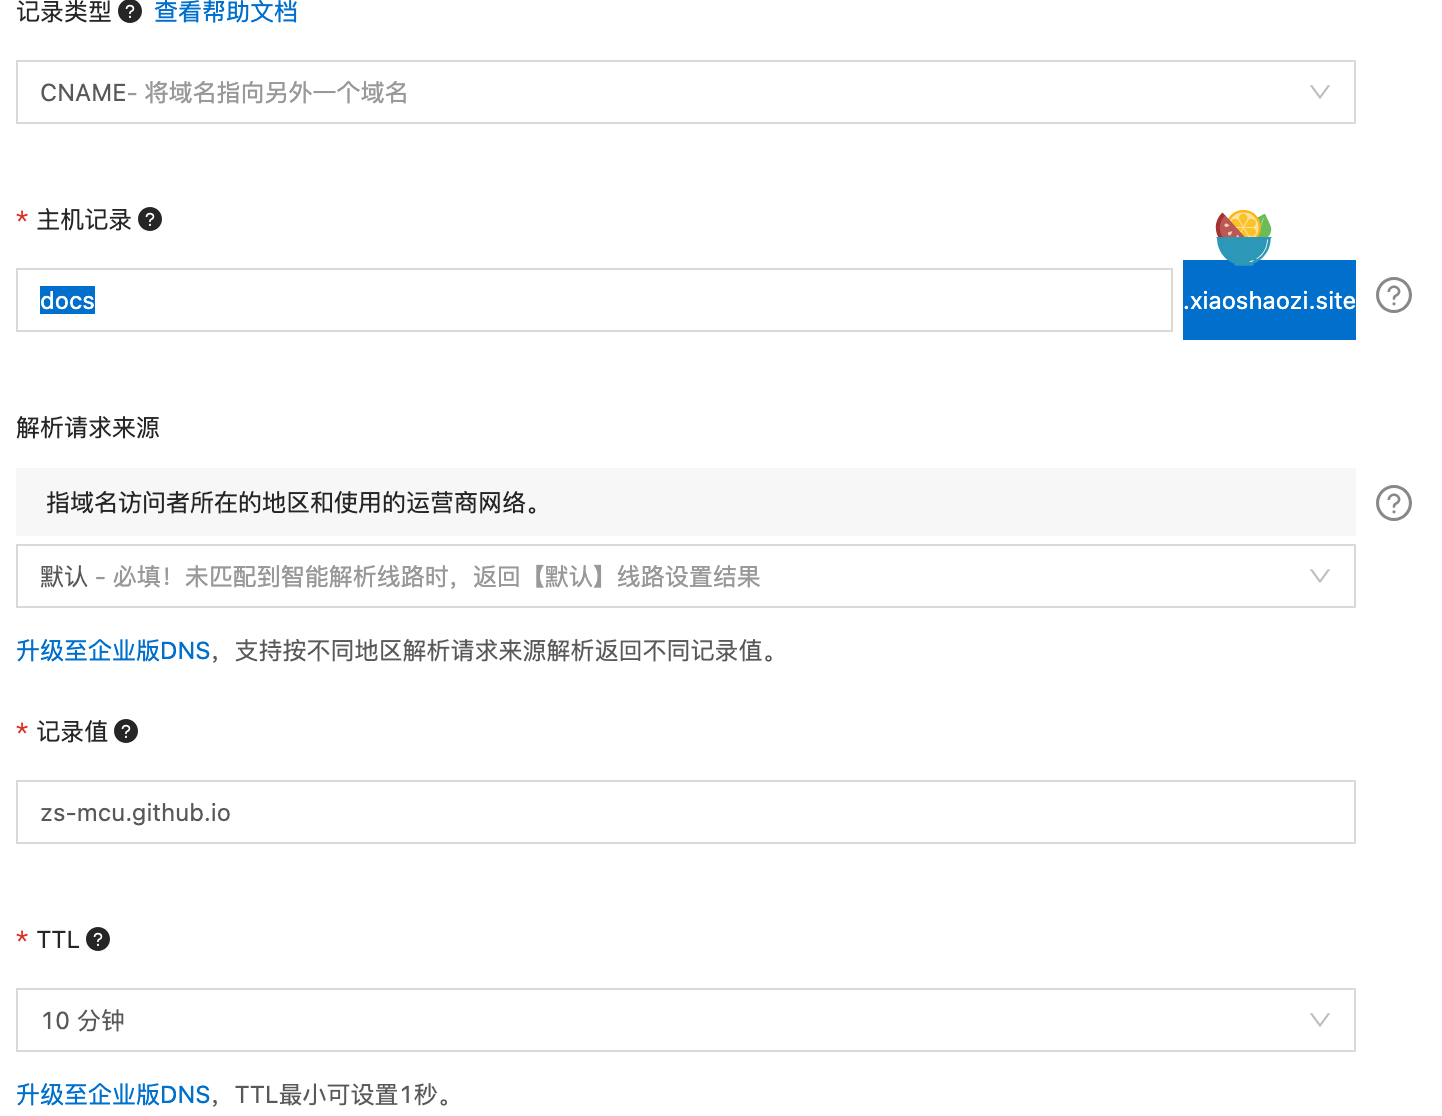 记录类型 ? 查看帮助文档
CNAME- 将域名指向另外一个域名
* 主机记录 ?
docs .xiaoshaozi.site ?
解析请求来源
指域名访问者所在的地区和使用的运营商网络。 ?
默认 - 必填！未匹配到智能解析线路时，返回【默认】线路设置结果
升级至企业版DNS，支持按不同地区解析请求来源解析返回不同记录值。
* 记录值 ?
zs-mcu.github.io
* TTL ?
10 分钟
升级至企业版DNS，TTL最小可设置1秒。